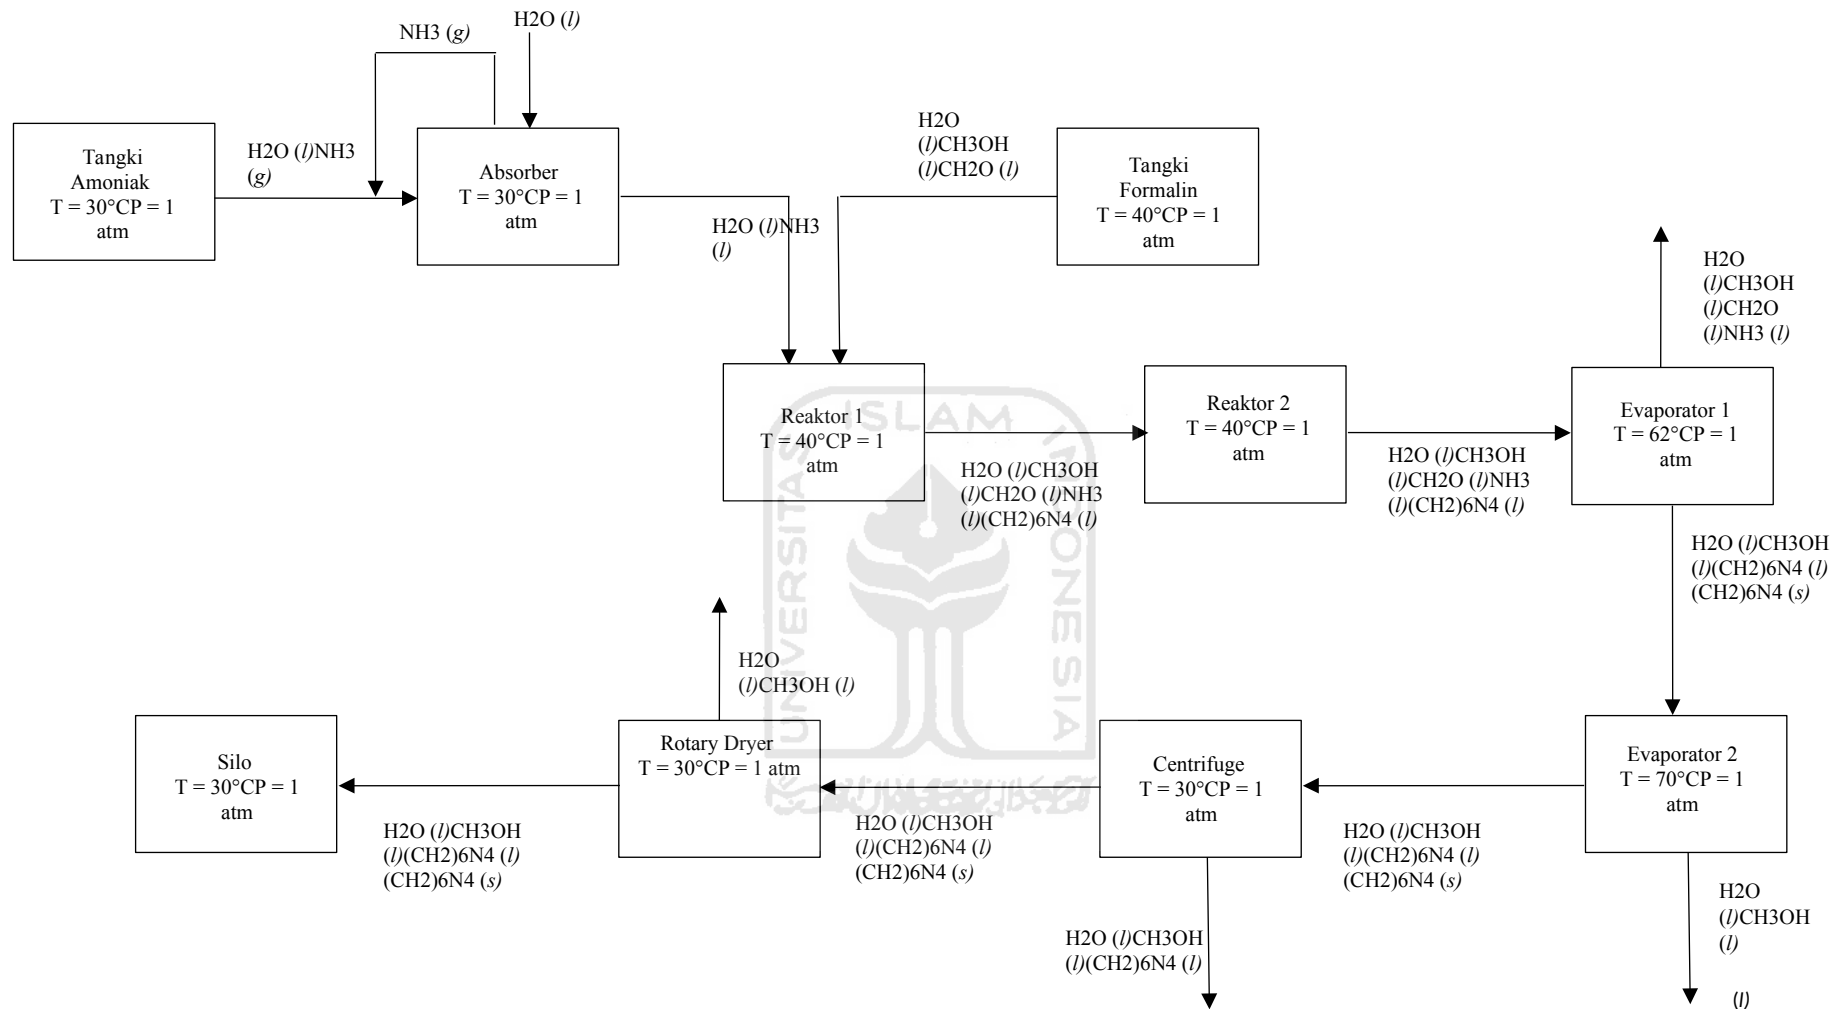 NH3 (g)
H2O (l)
Tangki
Amoniak
T = 30°CP = 1
atm
H2O (l)NH3
(g)
Absorber
T = 30°CP = 1
atm
H2O (l)NH3
(l)
H2O
(l)CH3OH
(l)CH2O (l)
Tangki
Formalin
T = 40°CP = 1
atm
H2O
(l)CH3OH
(l)CH2O
(l)NH3 (l)
Reaktor 1
T = 40°CP = 1
atm
H2O (l)CH3OH
(l)CH2O (l)NH3
(l)(CH2)6N4 (l)
Reaktor 2
T = 40°CP = 1
atm
H2O (l)CH3OH
(l)CH2O (l)NH3
(l)(CH2)6N4 (l)
Evaporator 1
T = 62°CP = 1
atm
H2O (l)CH3OH
(l)(CH2)6N4 (l)
(CH2)6N4 (s)
UNIVERSITAS
ISLAM
INDONESIA
H2O
(l)CH3OH (l)
Silo
T = 30°CP = 1
atm
H2O (l)CH3OH
(l)(CH2)6N4 (l)
(CH2)6N4 (s)
Rotary Dryer
T = 30°CP = 1 atm
H2O (l)CH3OH
(l)(CH2)6N4 (l)
(CH2)6N4 (s)
Centrifuge
T = 30°CP = 1
atm
H2O (l)CH3OH
(l)(CH2)6N4 (l)
H2O (l)CH3OH
(l)(CH2)6N4 (l)
(CH2)6N4 (s)
Evaporator 2
T = 70°CP = 1
atm
H2O
(l)CH3OH
(l)
(l)